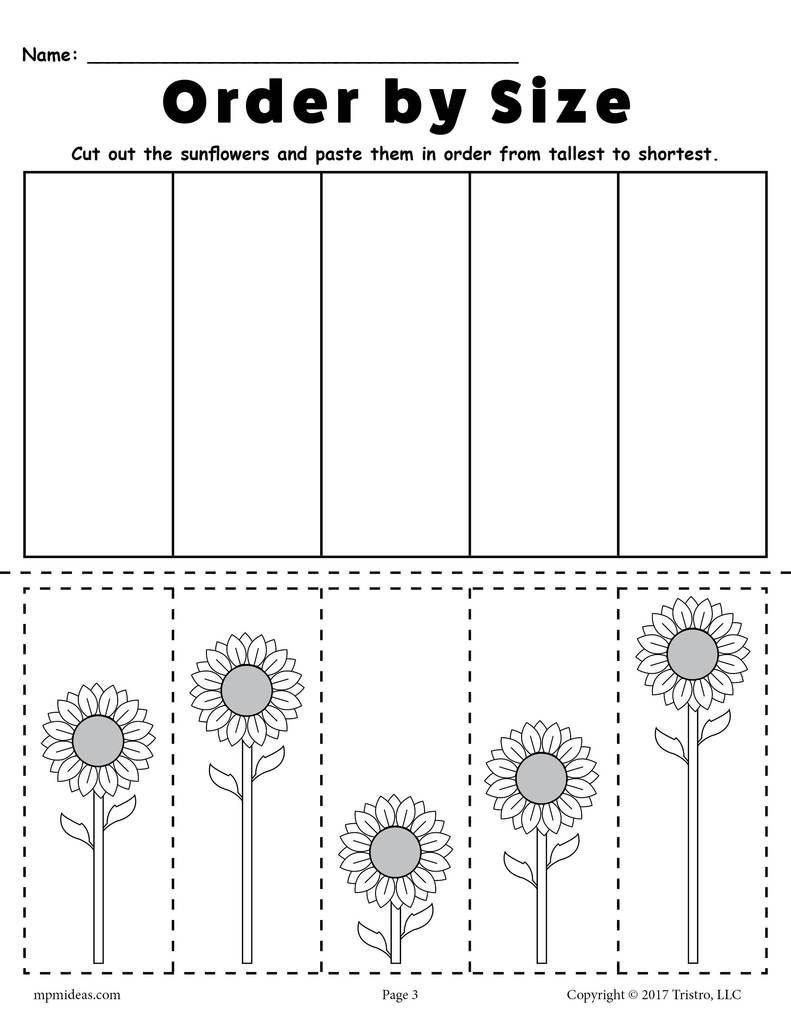 Name:
Order by Size
Cut out the sunflowers and paste them in order from tallest to shortest.
mpmideas.com
Page 3
Copyright © 2017 Tristro, LLC